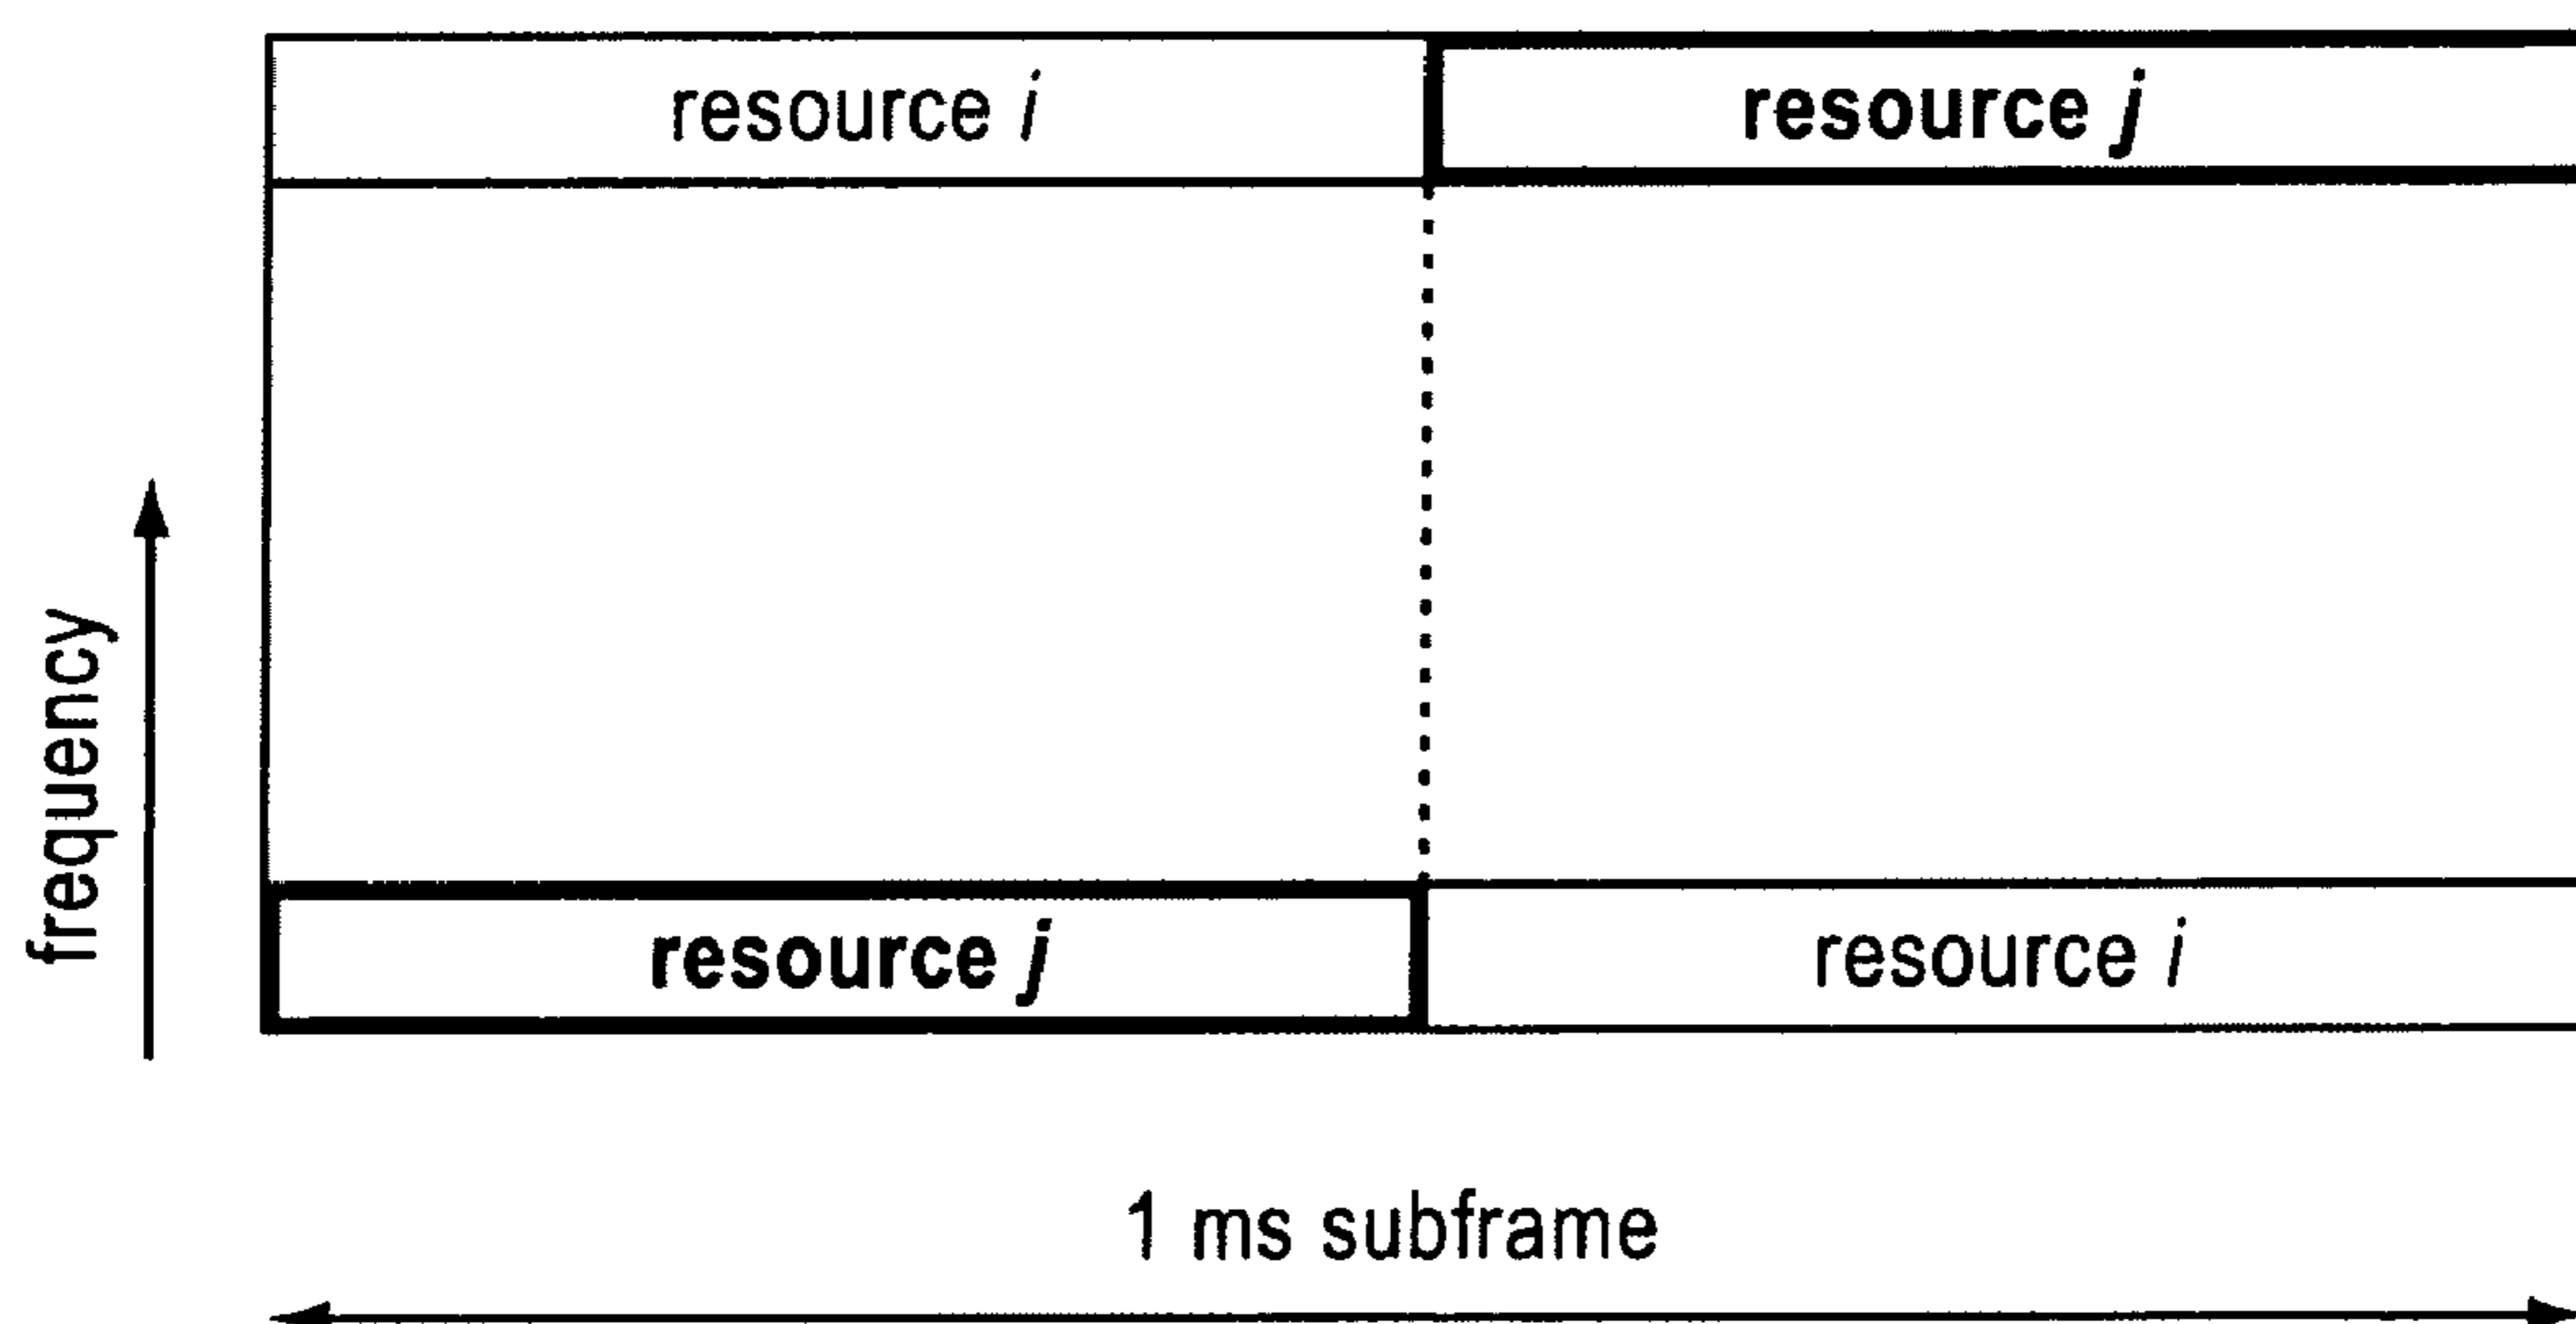 resource i
resource j
frequency
resource j
resource i
1 ms subframe